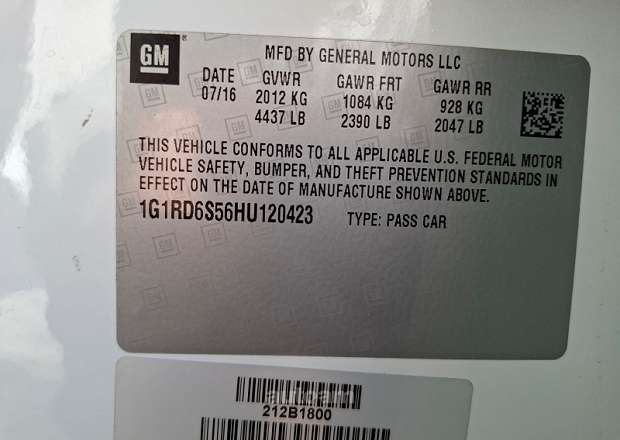 GM
MFD BY GENERAL MOTORS LLC
DATE GVWR GAWR FRT GAWR RR
07/16 2012 KG 1084 KG 928 KG
4437 LB 2390 LB 2047 LB
THIS VEHICLE CONFORMS TO ALL APPLICABLE U.S. FEDERAL MOTOR
VEHICLE SAFETY, BUMPER, AND THEFT PREVENTION STANDARDS IN
EFFECT ON THE DATE OF MANUFACTURE SHOWN ABOVE.
1G1RD6S56HU120423 TYPE: PASS CAR
212B1800